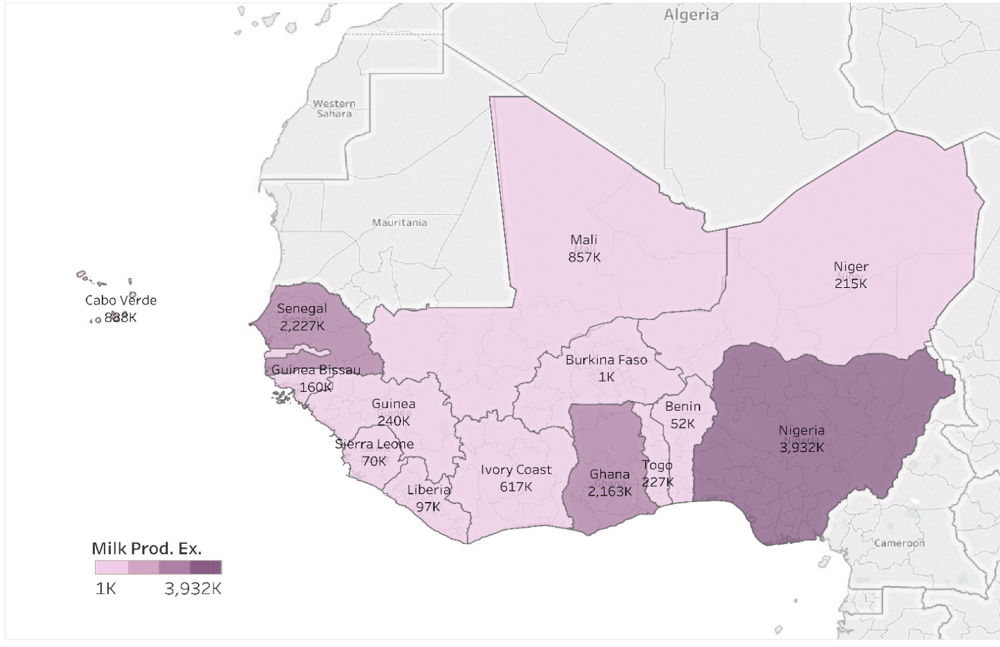 Algeria
Western
Sahara
Mauritania
Mali
857K
Niger
215K
Cabo Verde
888K
Senegal
2,227K
Guinea Bissau
160K
Burkina Faso
1K
Guinea
240K
Benin
52K
Nigeria
3,932K
Sierra Leone
70K
Ivory Coast
617K
Togo
227K
Ghana
2,163K
Liberia
97K
Cameroon
Milk Prod. Ex.
1K 3,932K